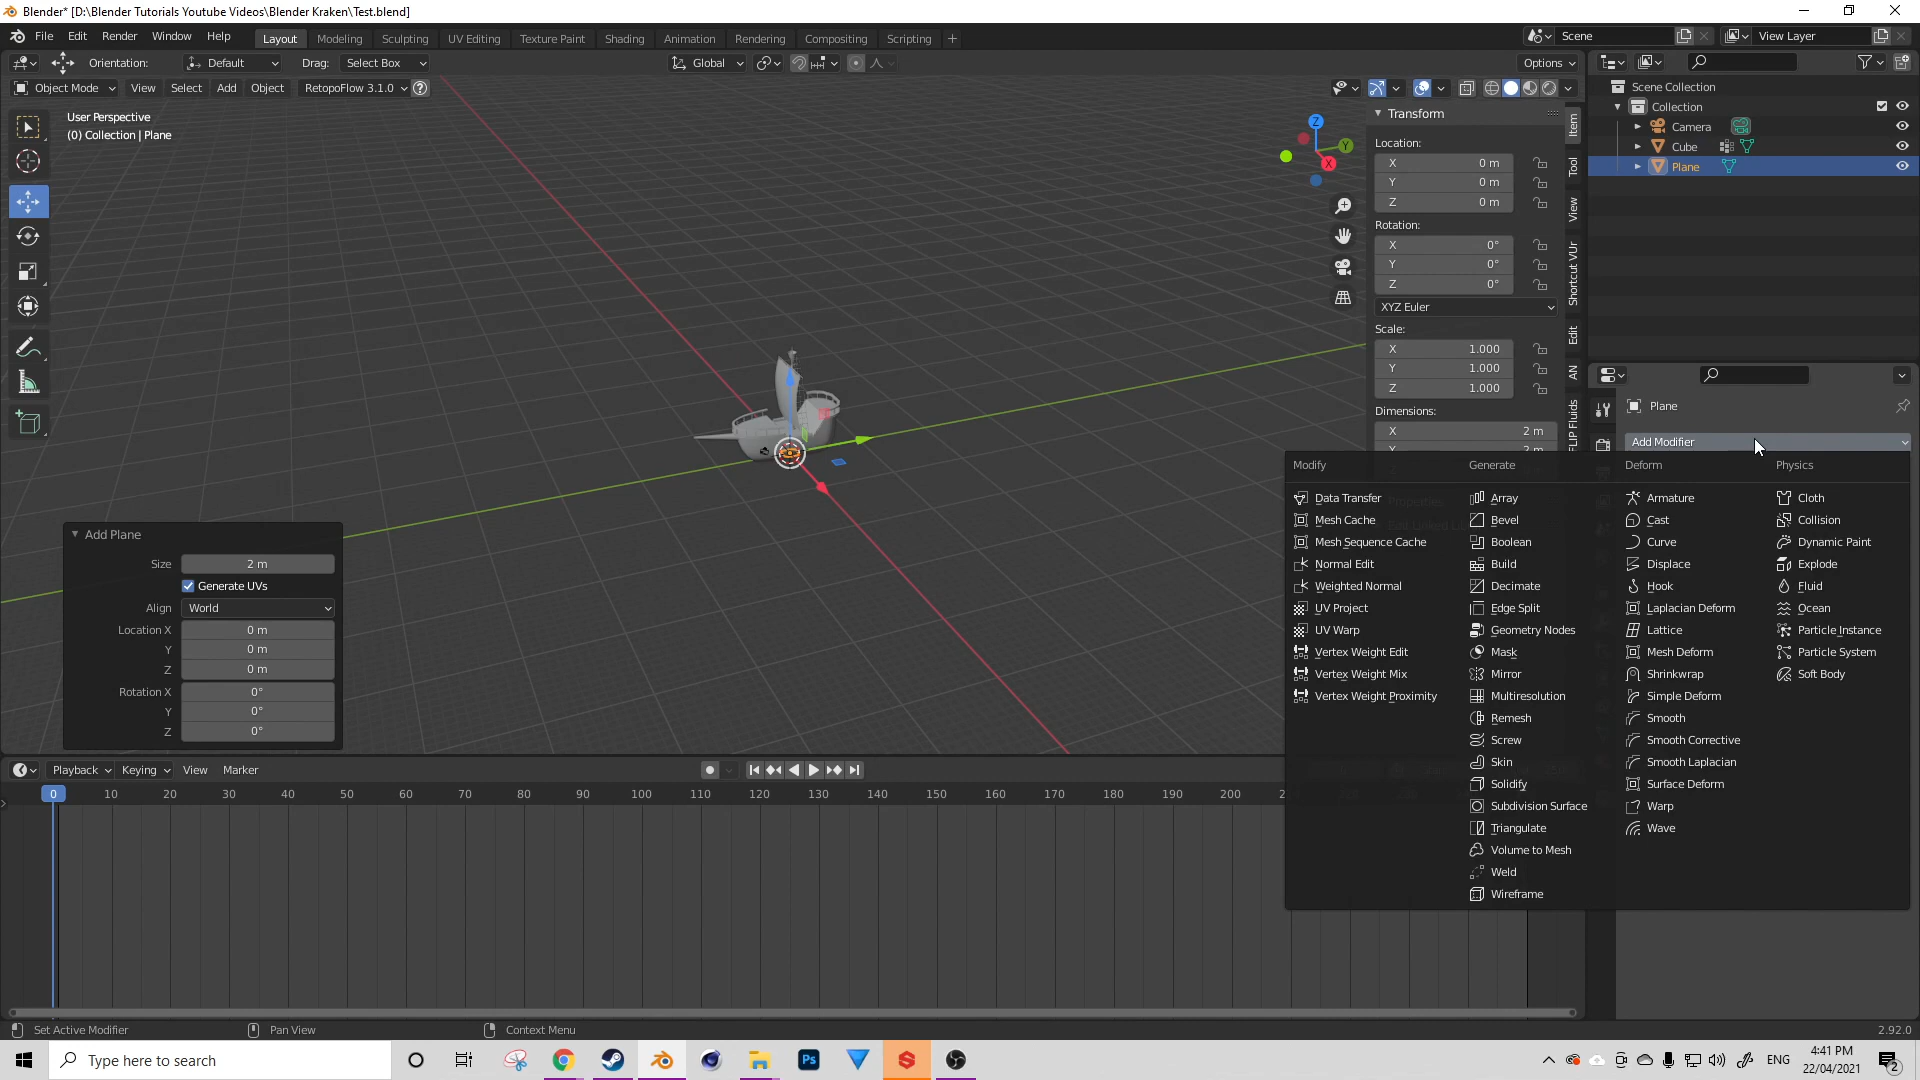 Blender* [D:\Blender Tutorials Youtube Videos\Blender Kraken\Test.blend]
File Edit Render Window Help
Layout Modeling Sculpting UV Editing Texture Paint Shading Animation Rendering Compositing Scripting +
Scene
View Layer
Orientation: Default Drag: Select Box
Global
Options
Object Mode View Select Add Object RetopoFlow 3.1.0
User Perspective
(0) Collection | Plane
Z
Y
X
Transform
Location:
X 0 m
Y 0 m
Z 0 m
Rotation:
X 0°
Y 0°
Z 0°
XYZ Euler
Scale:
X 1.000
Y 1.000
Z 1.000
Dimensions:
X 2 m
Item
Tool
View
Shortcut VUr
Edit
AN
FLIP Fluids
Scene Collection
Collection
Camera
Cube
Plane
Plane
Add Modifier
Modify
Data Transfer
Mesh Cache
Mesh Sequence Cache
Normal Edit
Weighted Normal
UV Project
UV Warp
Vertex Weight Edit
Vertex Weight Mix
Vertex Weight Proximity
Generate
Array
Bevel
Boolean
Build
Decimate
Edge Split
Geometry Nodes
Mask
Mirror
Multiresolution
Remesh
Screw
Skin
Solidify
Subdivision Surface
Triangulate
Volume to Mesh
Weld
Wireframe
Deform
Armature
Cast
Curve
Displace
Hook
Laplacian Deform
Lattice
Mesh Deform
Shrinkwrap
Simple Deform
Smooth
Smooth Corrective
Smooth Laplacian
Surface Deform
Warp
Wave
Physics
Cloth
Collision
Dynamic Paint
Explode
Fluid
Ocean
Particle Instance
Particle System
Soft Body
Add Plane
Size 2 m
Generate UVs
Align World
Location X 0 m
Y 0 m
Z 0 m
Rotation X 0°
Y 0°
Z 0°
Playback Keying View Marker
0 10 20 30 40 50 60 70 80 90 100 110 120 130 140 150 160 170 180 190 200
Set Active Modifier Pan View Context Menu 2.92.0
Type here to search
Ps
ENG
4:41 PM
22/04/2021
2